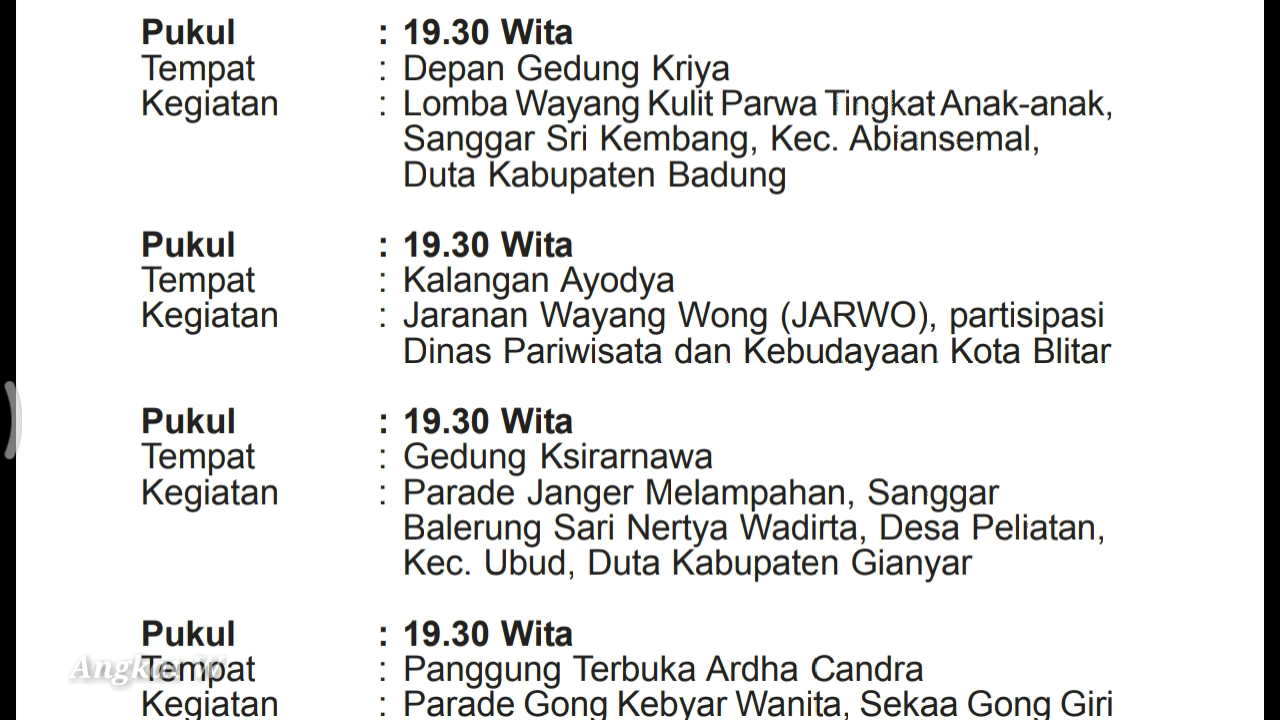 Pukul : 19.30 Wita
Tempat : Depan Gedung Kriya
Kegiatan : Lomba Wayang Kulit Parwa Tingkat Anak-anak,
Sanggar Sri Kembang, Kec. Abiansemal,
Duta Kabupaten Badung
Pukul : 19.30 Wita
Tempat : Kalangan Ayodya
Kegiatan : Jaranan Wayang Wong (JARWO), partisipasi
Dinas Pariwisata dan Kebudayaan Kota Blitar
Pukul : 19.30 Wita
Tempat : Gedung Ksirarnawa
Kegiatan : Parade Janger Melampahan, Sanggar
Balerung Sari Nertya Wadirta, Desa Peliatan,
Kec. Ubud, Duta Kabupaten Gianyar
Pukul : 19.30 Wita
Tempat : Panggung Terbuka Ardha Candra
Kegiatan : Parade Gong Kebyar Wanita, Sekaa Gong Giri